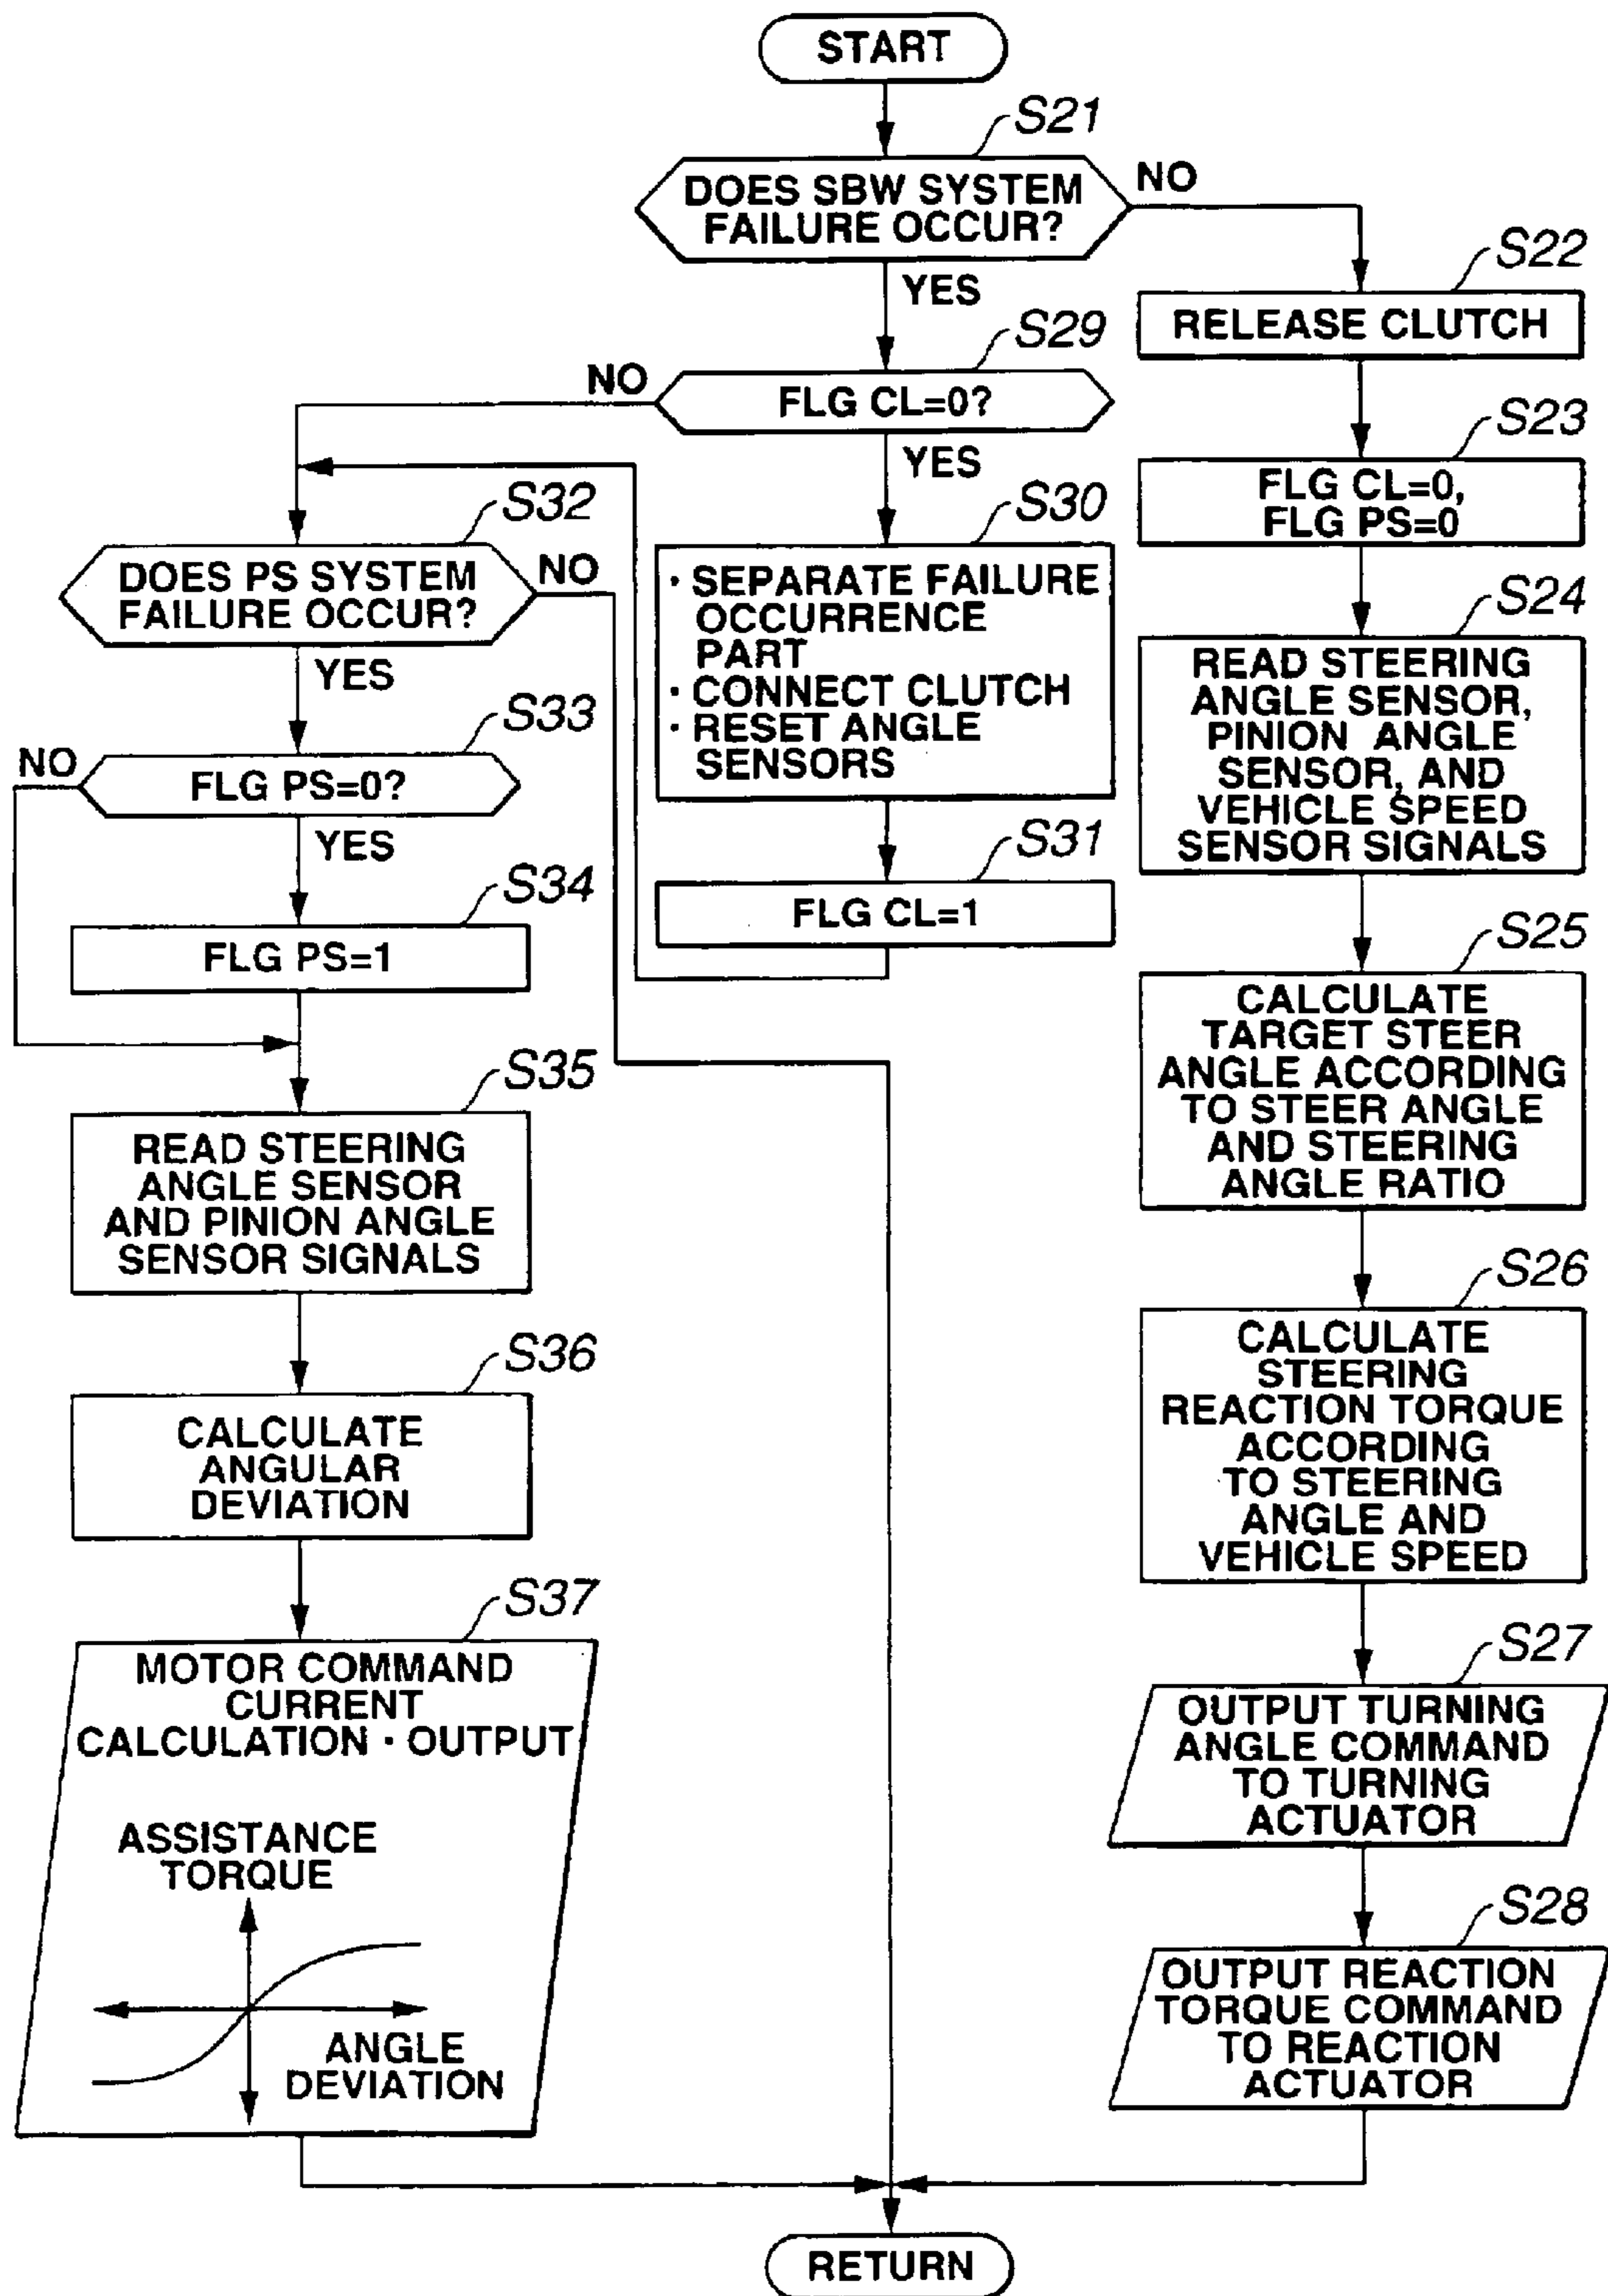 START
S21
DOES SBW SYSTEM
FAILURE OCCUR?
NO
YES
S22
RELEASE CLUTCH
S23
FLG CL=0,
FLG PS=0
S24
READ STEERING
ANGLE SENSOR,
PINION ANGLE
SENSOR, AND
VEHICLE SPEED
SENSOR SIGNALS
S25
CALCULATE
TARGET STEER
ANGLE ACCORDING
TO STEER ANGLE
AND STEERING
ANGLE RATIO
S26
CALCULATE
STEERING
REACTION TORQUE
ACCORDING
TO STEERING
ANGLE AND
VEHICLE SPEED
S27
OUTPUT TURNING
ANGLE COMMAND
TO TURNING
ACTUATOR
S28
OUTPUT REACTION
TORQUE COMMAND
TO REACTION
ACTUATOR
S29
FLG CL=0?
NO
YES
S30
· SEPARATE FAILURE
OCCURRENCE
PART
· CONNECT CLUTCH
· RESET ANGLE
SENSORS
S31
FLG CL=1
S32
DOES PS SYSTEM
FAILURE OCCUR?
NO
YES
S33
FLG PS=0?
NO
YES
S34
FLG PS=1
S35
READ STEERING
ANGLE SENSOR
AND PINION ANGLE
SENSOR SIGNALS
S36
CALCULATE
ANGULAR
DEVIATION
S37
MOTOR COMMAND
CURRENT
CALCULATION · OUTPUT
ASSISTANCE
TORQUE
ANGLE
DEVIATION
RETURN